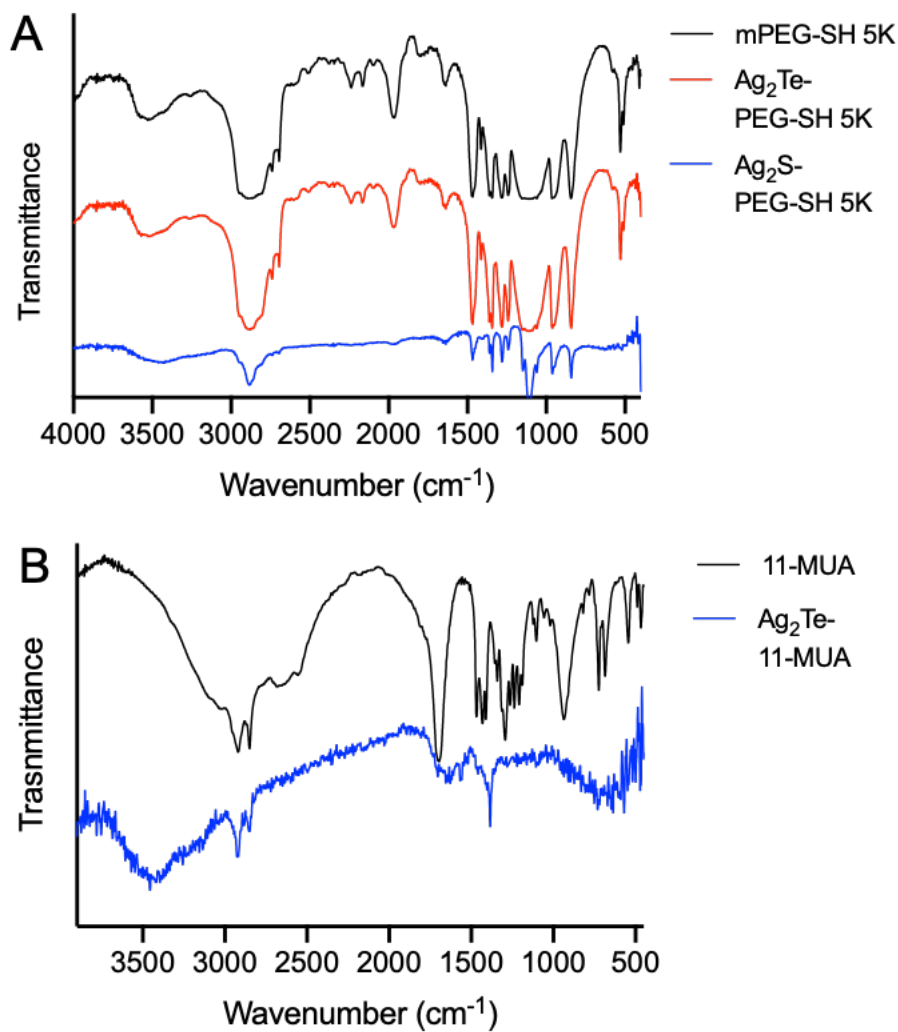 A
mPEG-SH 5K
Ag₂Te-
PEG-SH 5K
Ag₂S-
PEG-SH 5K
Transmittance
4000 3500 3000 2500 2000 1500 1000 500
Wavenumber (cm⁻¹)
B
11-MUA
Ag₂Te-
11-MUA
Trasnmittance
3500 3000 2500 2000 1500 1000 500
Wavenumber (cm⁻¹)